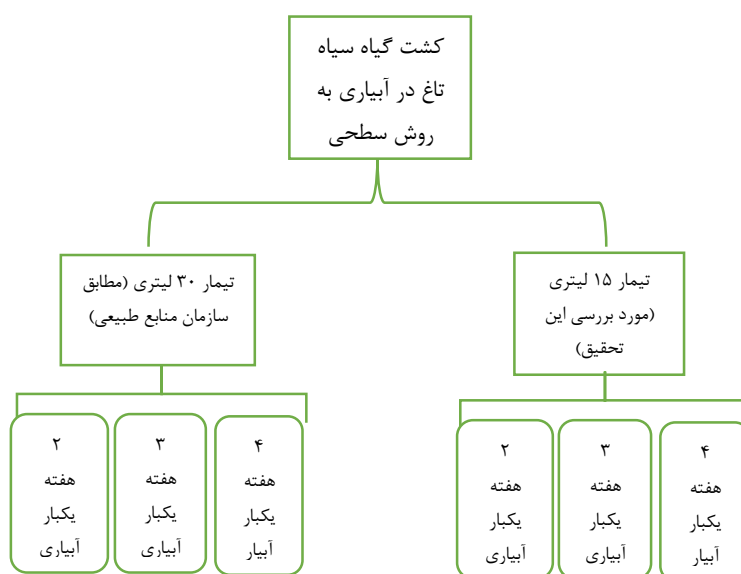 کشت گیاه سیاه
تاغ در آبیاری به
روش سطحی
تیمار ۱۵ لیتری
(مورد بررسی این
تحقیق)
تیمار ۳۰ لیتری (مطابق
سازمان منابع طبیعی)
۴
هفته
یکبار
آبیار
۳
هفته
یکبار
آبیاری
۲
هفته
یکبار
آبیاری
۴
هفته
یکبار
آبیار
۳
هفته
یکبار
آبیاری
۲
هفته
یکبار
آبیاری